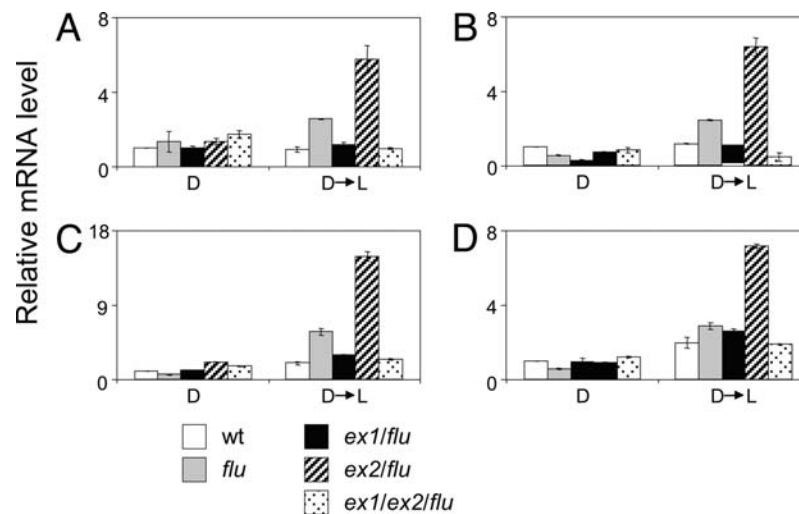 A
B
8
4
0
D
D→L
8
4
0
D
D→L
Relative mRNA level
C
D
18
9
0
D
D→L
8
4
0
D
D→L
wt
ex1/flu
flu
ex2/flu
ex1/ex2/flu